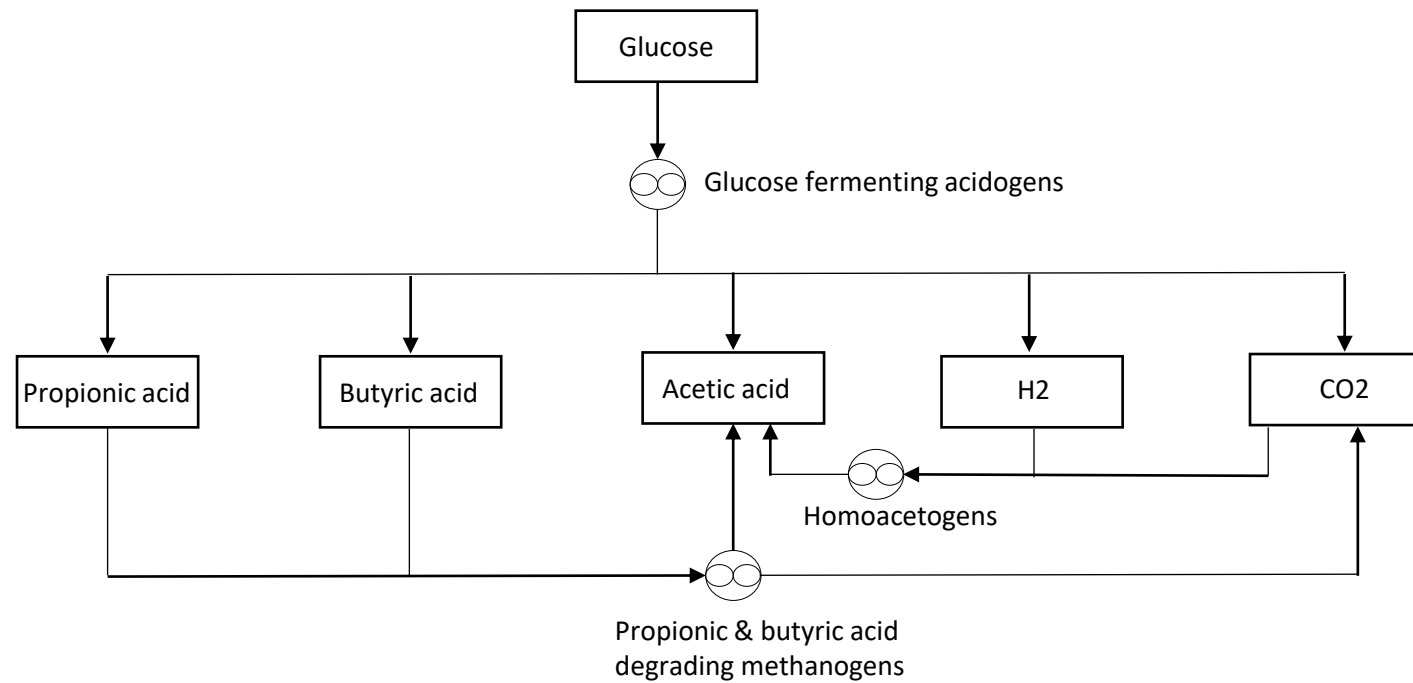 Glucose
Glucose fermenting acidogens
Propionic acid
Butyric acid
Acetic acid
H2
CO2
Homoacetogens
Propionic & butyric acid
degrading methanogens